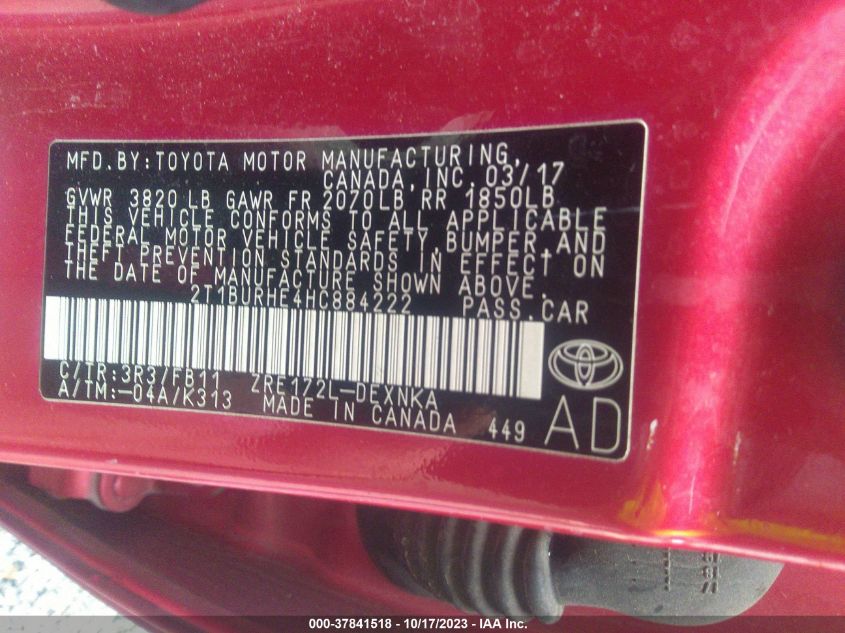 MFD.BY:TOYOTA MOTOR MANUFACTURING,
CANADA,INC. 03/17
GVWR 3820 LB GAWR FR 2070LB RR 1850LB
THIS VEHICLE CONFORMS TO ALL APPLICABLE
FEDERAL MOTOR VEHICLE SAFETY,BUMPER,AND
THEFT PREVENTION STANDARDS IN EFFECT ON
THE DATE OF MANUFACTURE SHOWN ABOVE.
2T1BURHE4HC884222 PASS.CAR
C/TR:3R3/FB11 ZRE172L-DEXNKA
A/TM:-04A/K313 MADE IN CANADA 449
AD
000-37841518 - 10/17/2023 - IAA Inc.